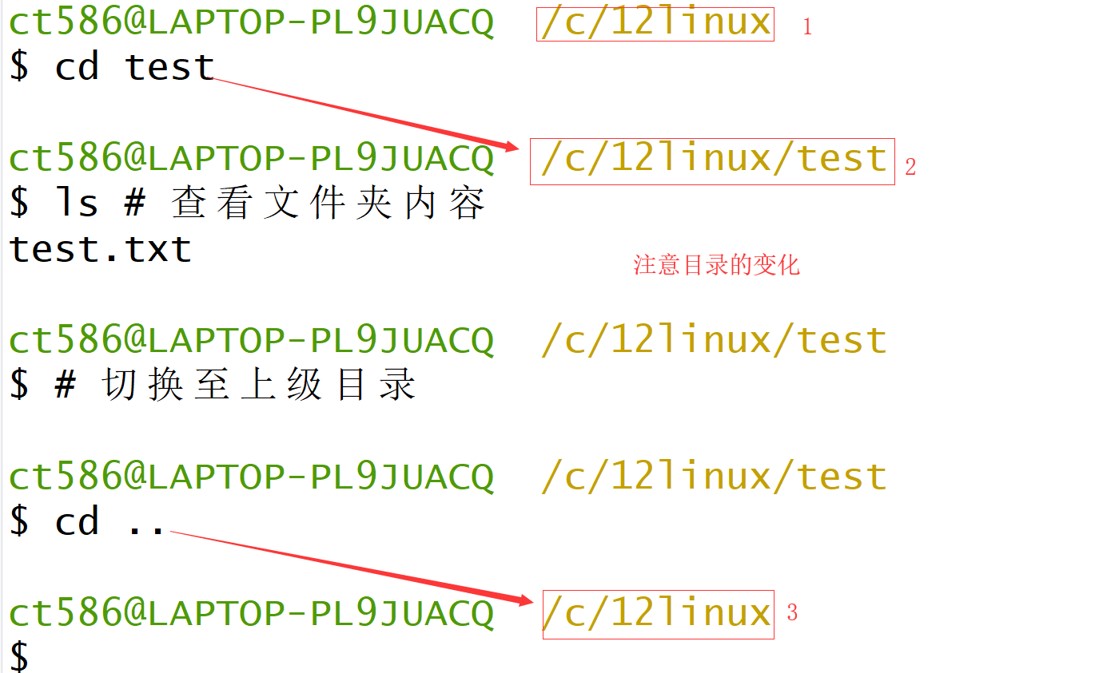 ct586@LAPTOP-PL9JUACQ /c/12linux 1
$ cd test
ct586@LAPTOP-PL9JUACQ /c/12linux/test 2
$ ls # 查看文件夹内容
test.txt
注意目录的变化
ct586@LAPTOP-PL9JUACQ /c/12linux/test
$ # 切换至上级目录
ct586@LAPTOP-PL9JUACQ /c/12linux/test
$ cd ..
ct586@LAPTOP-PL9JUACQ /c/12linux 3
$